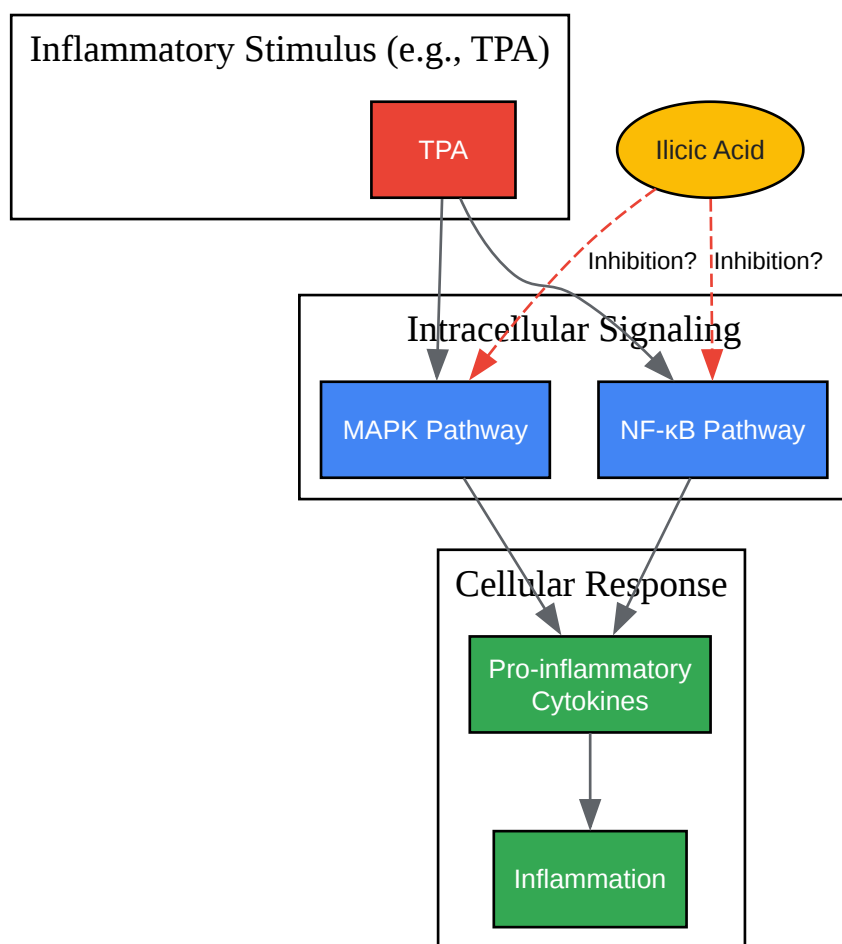 Inflammatory Stimulus (e.g., TPA)
TPA
Ilicic Acid
Inhibition?
Inhibition?
Intracellular Signaling
MAPK Pathway
NF-κB Pathway
Cellular Response
Pro-inflammatory
Cytokines
Inflammation